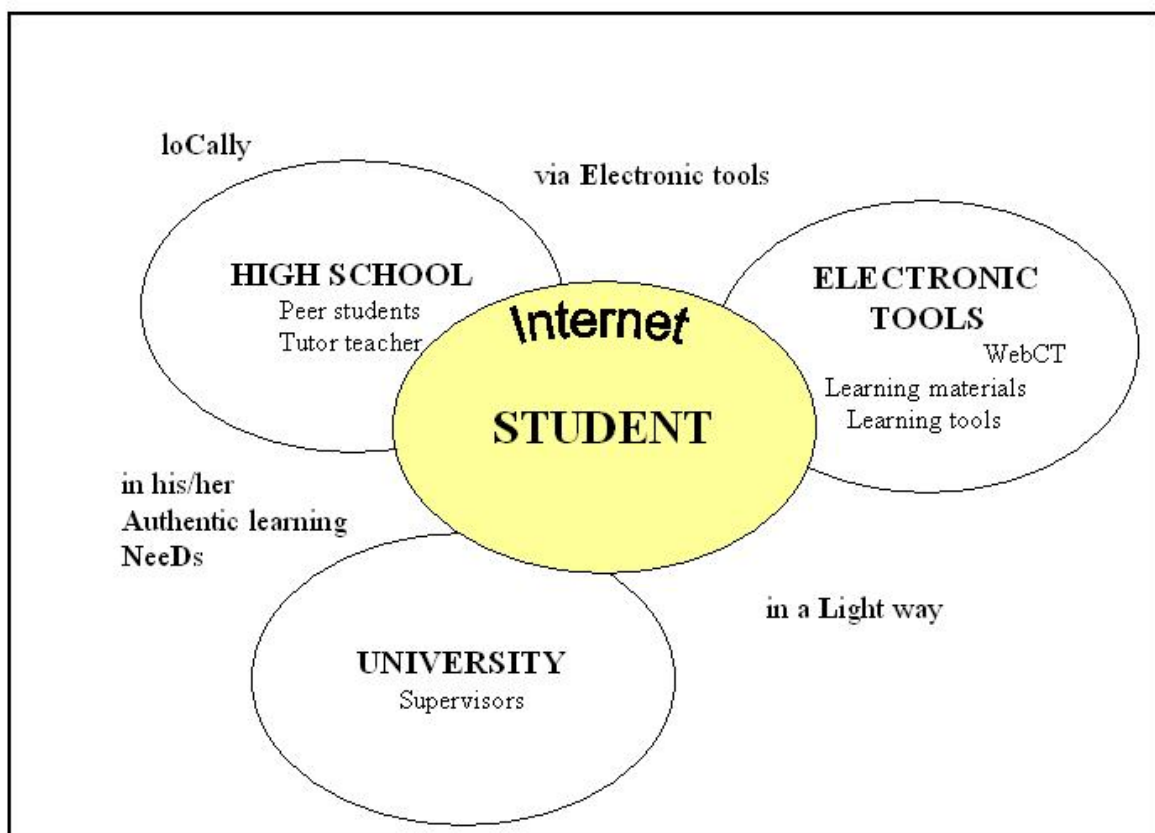 loCally
via Electronic tools
HIGH SCHOOL
Peer students
Tutor teacher
Internet
STUDENT
ELECTRONIC
TOOLS
WebCT
Learning materials
Learning tools
in his/her
Authentic learning
NeeDs
in a Light way
UNIVERSITY
Supervisors